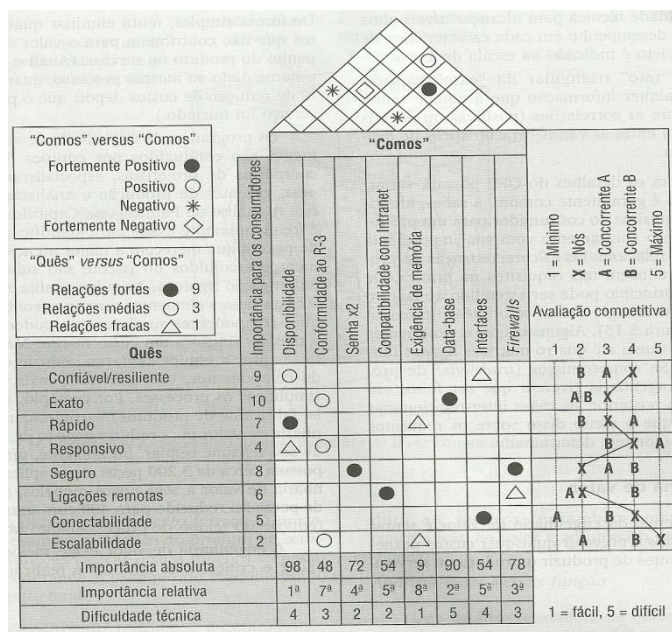 "Comos" versus "Comos"
Fortemente Positivo
Positivo
Negativo
Fortemente Negativo
"Quês" versus "Comos"
Relações fortes
Relações médias 3
Relações fracas 1
"Comos"
Importância para os consumidores
Disponibilidade
Conformidade ao R-3
Senha x2
Compatibilidade com Intranet
Exigência de memória
Data-base
Interfaces
Firewalls
1 = Mínimo
X = Nós
A = Concorrente A
B = Concorrente B
5 = Máximo
Avaliação competitiva
Quês 1 2 3 4 5
Confiável/resiliente 9 B A X
Exato 10 A B X
Rápido 7 B X A
Responsivo 4 B X A
Seguro 8 X A B
Ligações remotas 6 A X B
Conectabilidade 5 A B X
Escalabilidade 2 A B X
Importância absoluta 98 48 72 54 9 90 54 78
Importância relativa 1ª 7ª 4ª 5ª 8ª 2ª 5ª 3ª
Dificuldade técnica 4 3 2 2 1 5 4 3 1 = fácil, 5 = difícil